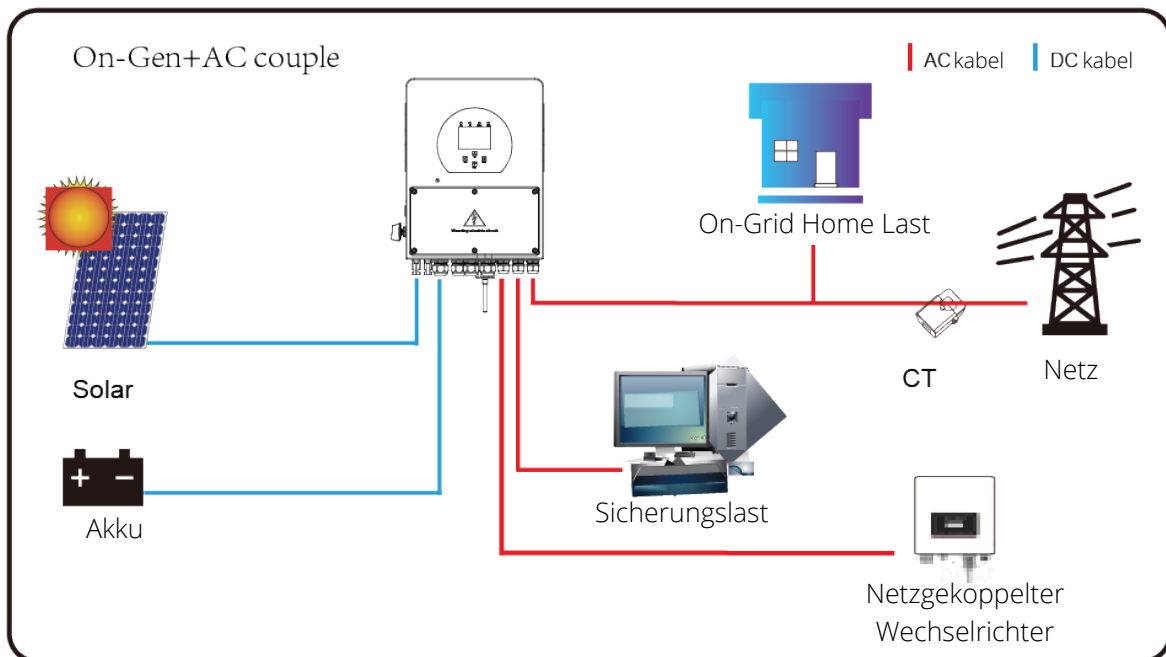 On-Gen+AC couple
AC kabel
DC kabel
On-Grid Home Last
Solar
CT
Netz
Akku
Sicherungslast
Netzgekoppelter
Wechselrichter